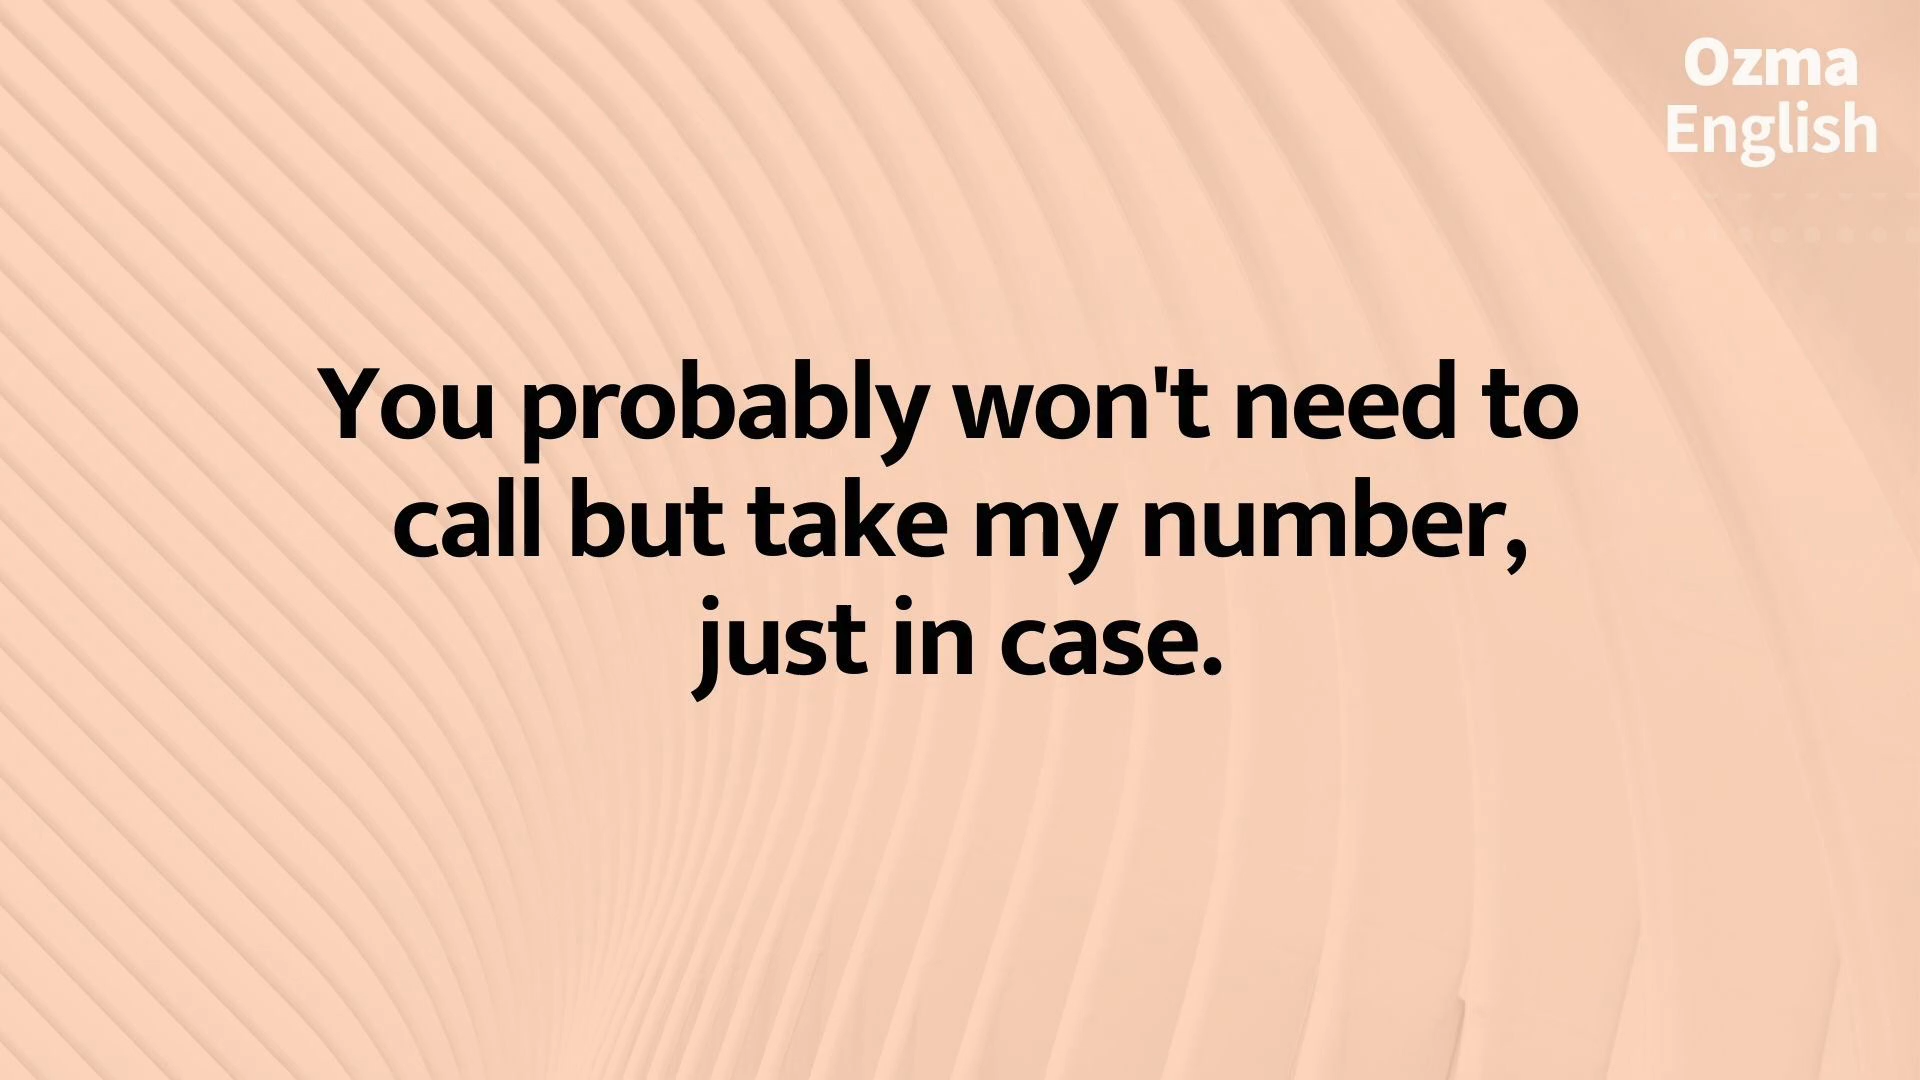 Ozma
English
You probably won't need to
call but take my number,
just in case.